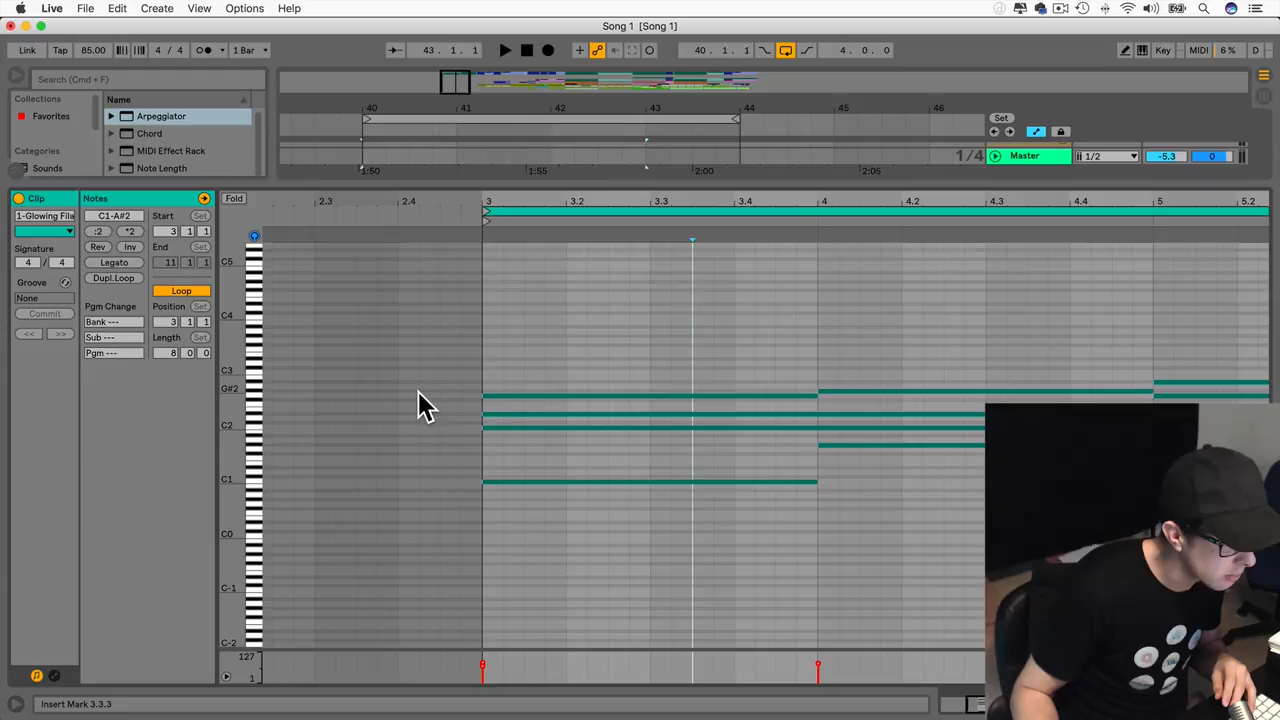 Live File Edit Create View Options Help
Song 1 [Song 1]
Link Tap 85.00 4 / 4 1 Bar 43. 1. 1 40. 1. 1 4. 0. 0 Key MIDI 6 % D
Search (Cmd + F)
Collections
Favorites
Categories
Sounds
Name
Arpeggiator
Chord
MIDI Effect Rack
Note Length
40 41 42 43 44 45 46
Set
1/4 Master 1/2 -5.3 0
1:50 1:55 2:00 2:05
Clip
1-Glowing Fila
Signature
4 / 4
Groove
None
Commit
<< >>
Notes
C1-A#2
:2 *2
Rev Inv
Legato
Dupl.Loop
Pgm Change
Bank ---
Sub ---
Pgm ---
Start Set
3 1 1
End Set
11 1 1
Loop
Position Set
3 1 1
Length Set
8 0 0
Fold
2.3 2.4 3 3.2 3.3 3.4 4 4.2 4.3 4.4 5 5.2
C5
C4
C3
G#2
C2
C1
C0
C-1
C-2
127
1
Insert Mark 3.3.3